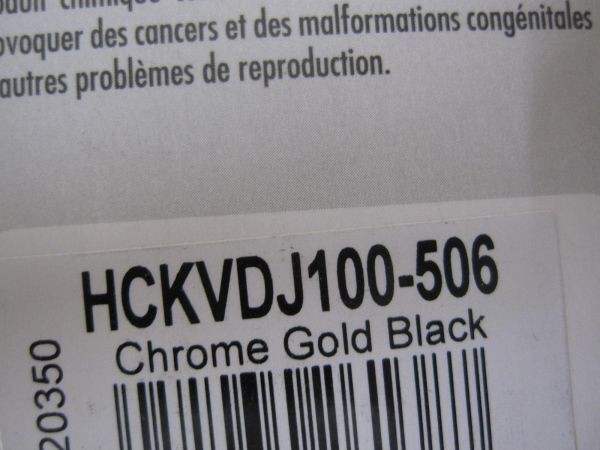 ovoquer des cancers et des malformations congénitales
autres problèmes de reproduction.
HCKVDJ100-506
Chrome Gold Black
20350